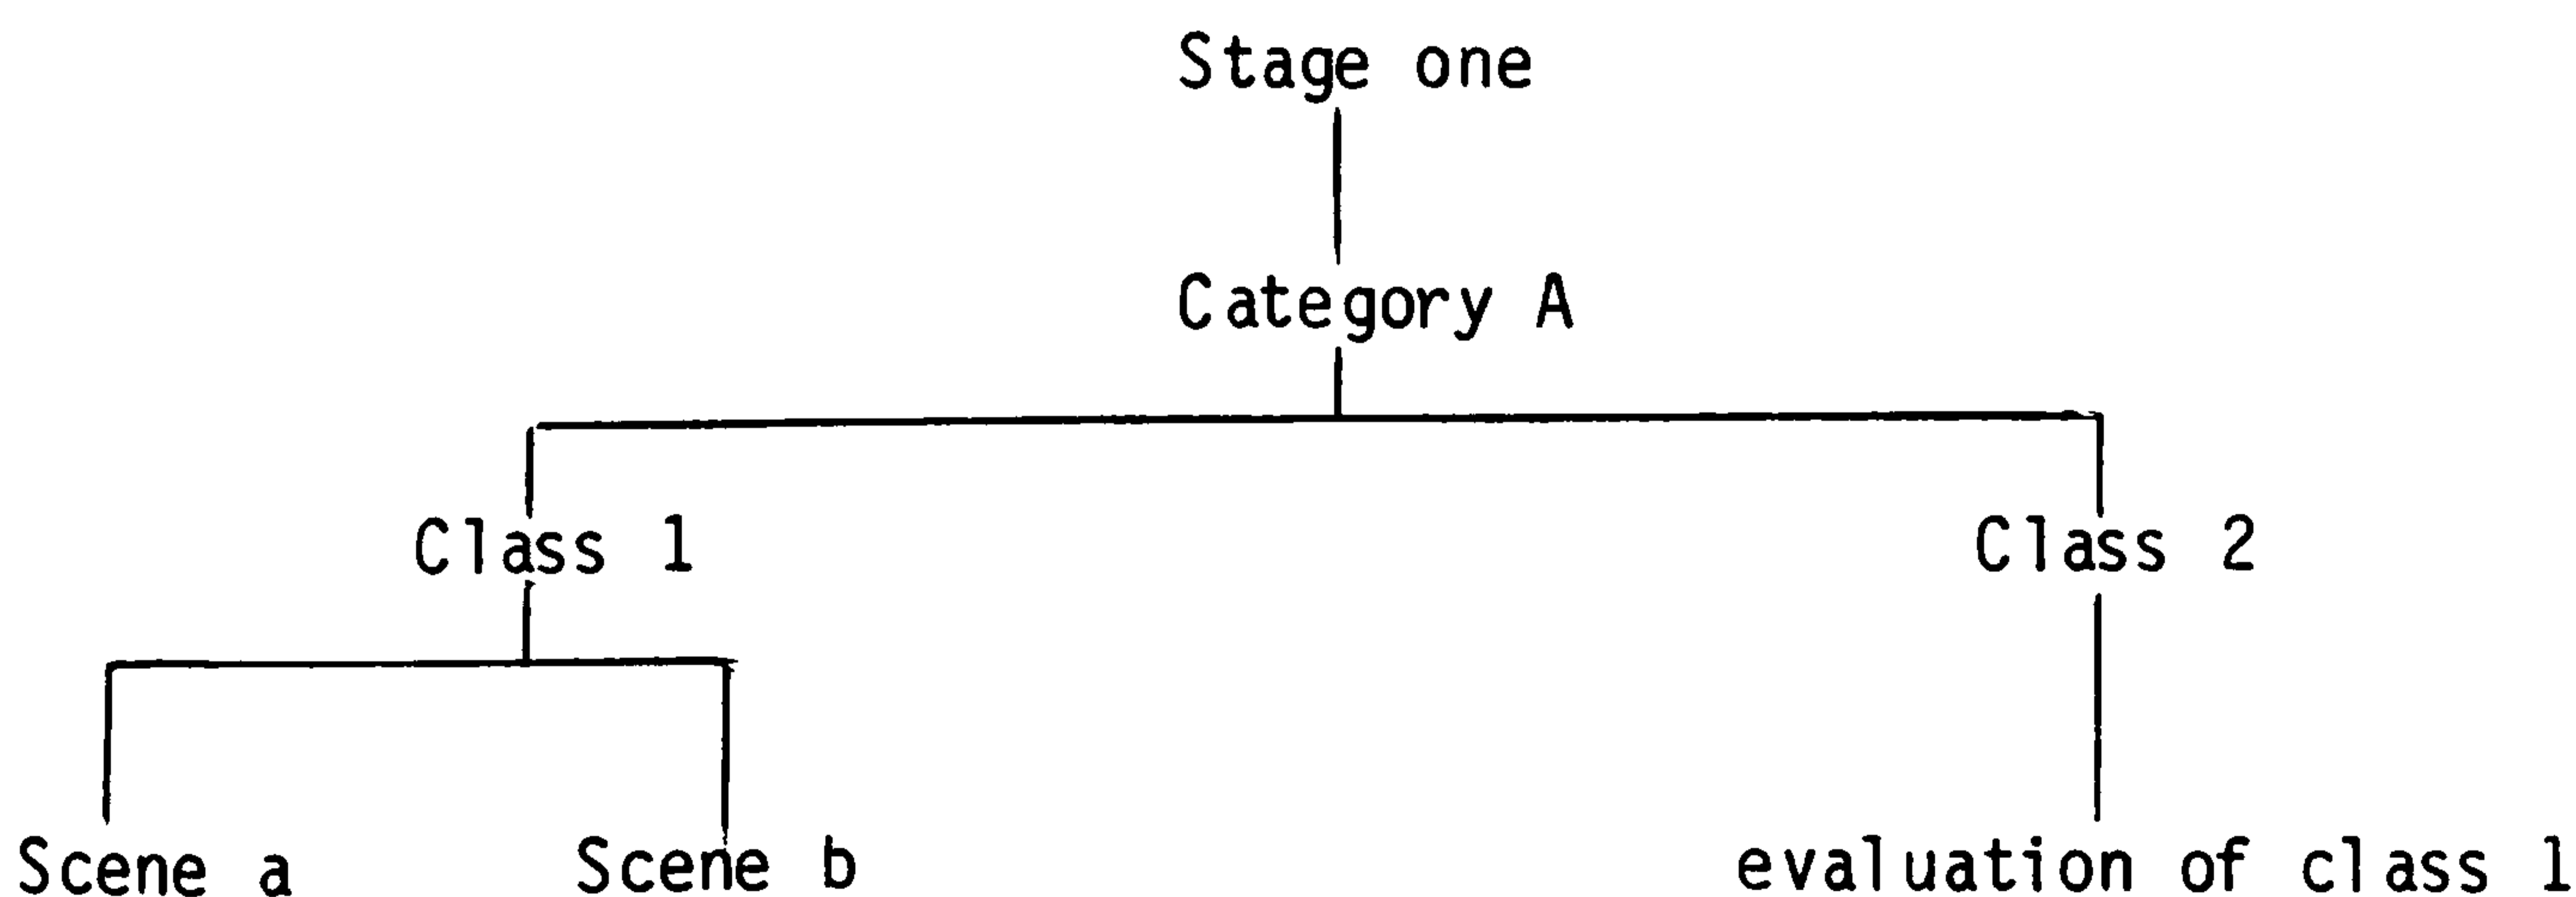 Stage one
Category A
Class 1 Class 2
Scene a Scene b evaluation of class 1